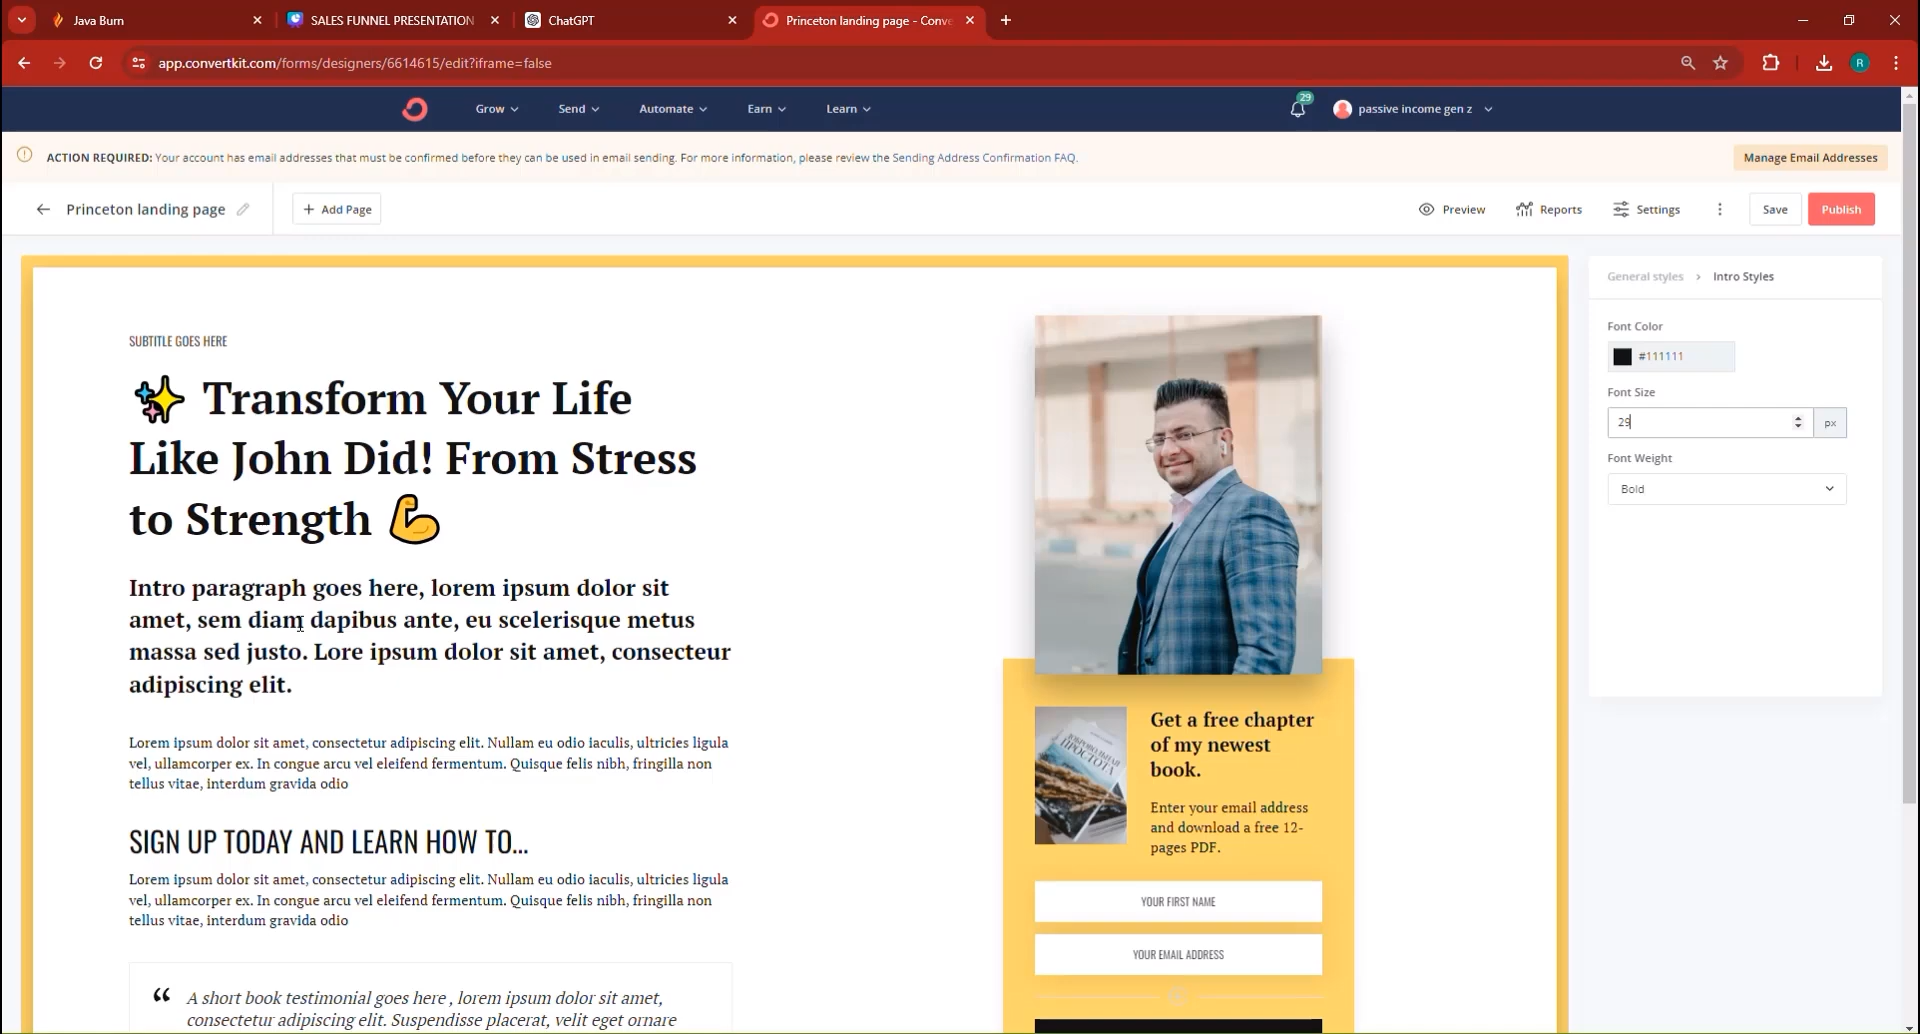 Java Burn
SALES FUNNEL PRESENTATION
ChatGPT
Princeton landing page - Conve
app.convertkit.com/forms/designers/6614615/edit?iframe=false
R
Grow
Send
Automate
Earn
Learn
29
passive income gen z
ACTION REQUIRED: Your account has email addresses that must be confirmed before they can be used in email sending. For more information, please review the Sending Address Confirmation FAQ.
Manage Email Addresses
Princeton landing page
+ Add Page
Preview
Reports
Settings
Save
Publish
General styles > Intro Styles
Font Color
#111111
Font Size
29
px
Font Weight
Bold
SUBTITLE GOES HERE
✨ Transform Your Life
Like John Did! From Stress
to Strength 💪
Intro paragraph goes here, lorem ipsum dolor sit
amet, sem diam dapibus ante, eu scelerisque metus
massa sed justo. Lore ipsum dolor sit amet, consecteur
adipiscing elit.
Lorem ipsum dolor sit amet, consectetur adipiscing elit. Nullam eu odio iaculis, ultricies ligula
vel, ullamcorper ex. In congue arcu vel eleifend fermentum. Quisque felis nibh, fringilla non
tellus vitae, interdum gravida odio
SIGN UP TODAY AND LEARN HOW TO...
Lorem ipsum dolor sit amet, consectetur adipiscing elit. Nullam eu odio iaculis, ultricies ligula
vel, ullamcorper ex. In congue arcu vel eleifend fermentum. Quisque felis nibh, fringilla non
tellus vitae, interdum gravida odio
“ A short book testimonial goes here , lorem ipsum dolor sit amet,
consectetur adipiscing elit. Suspendisse placerat, velit eget ornare
ПРОСТОТА
Get a free chapter
of my newest
book.
Enter your email address
and download a free 12-
pages PDF.
YOUR FIRST NAME
YOUR EMAIL ADDRESS